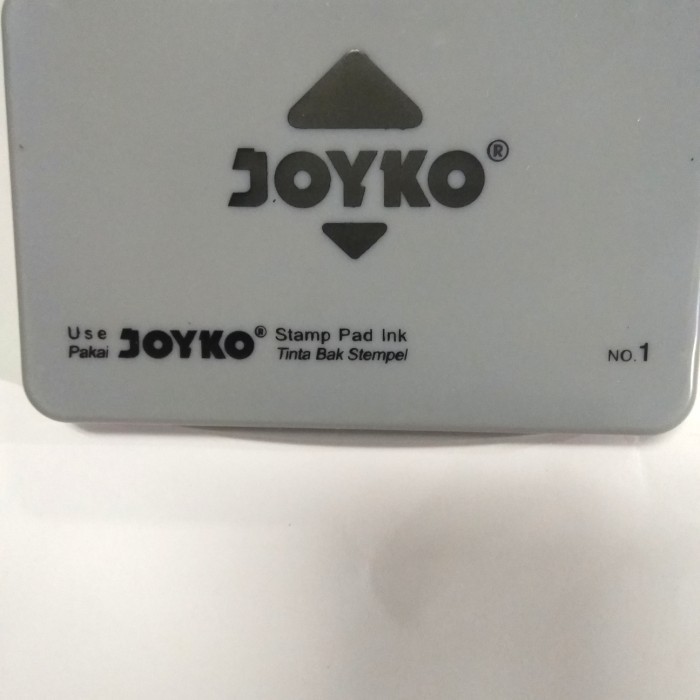 JOYKO®
Use JOYKO® Stamp Pad Ink
Pakai Tinta Bak Stempel
NO.1